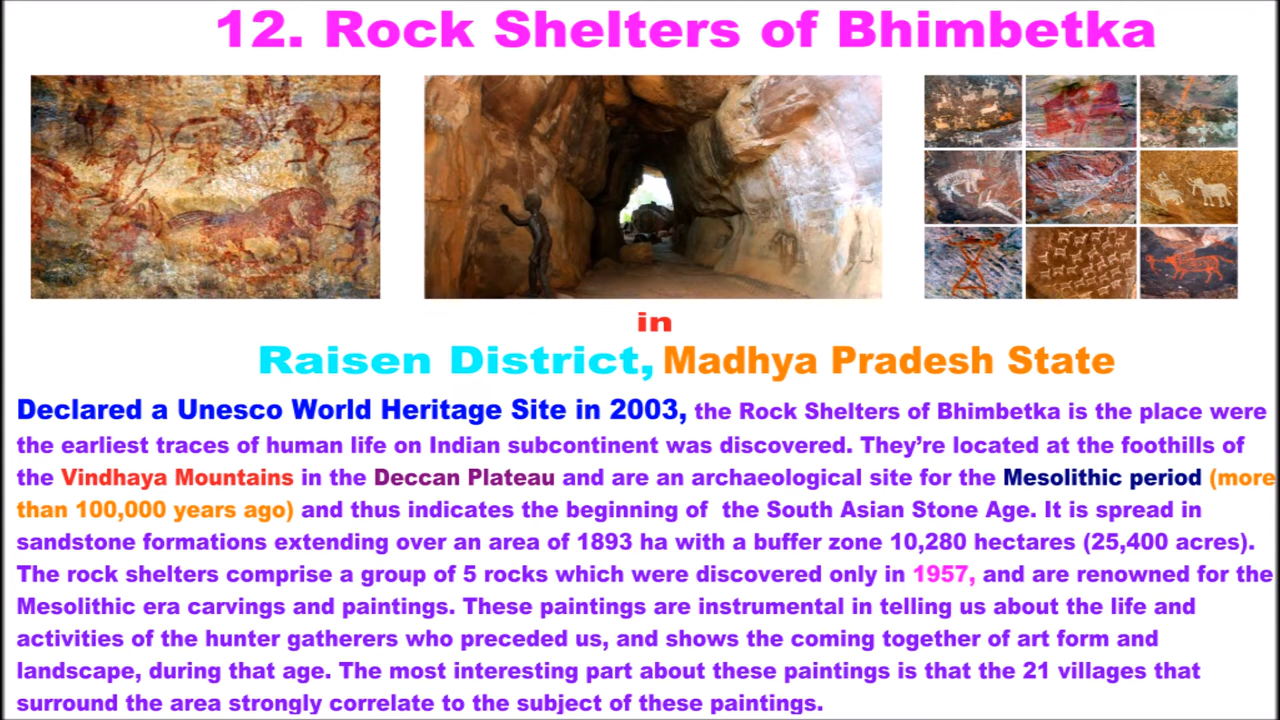 12. Rock Shelters of Bhimbetka
in
Raisen District, Madhya Pradesh State
Declared a Unesco World Heritage Site in 2003, the Rock Shelters of Bhimbetka is the place were
the earliest traces of human life on Indian subcontinent was discovered. They're located at the foothills of
the Vindhaya Mountains in the Deccan Plateau and are an archaeological site for the Mesolithic period (more
than 100,000 years ago) and thus indicates the beginning of the South Asian Stone Age. It is spread in
sandstone formations extending over an area of 1893 ha with a buffer zone 10,280 hectares (25,400 acres).
The rock shelters comprise a group of 5 rocks which were discovered only in 1957, and are renowned for the
Mesolithic era carvings and paintings. These paintings are instrumental in telling us about the life and
activities of the hunter gatherers who preceded us, and shows the coming together of art form and
landscape, during that age. The most interesting part about these paintings is that the 21 villages that
surround the area strongly correlate to the subject of these paintings.